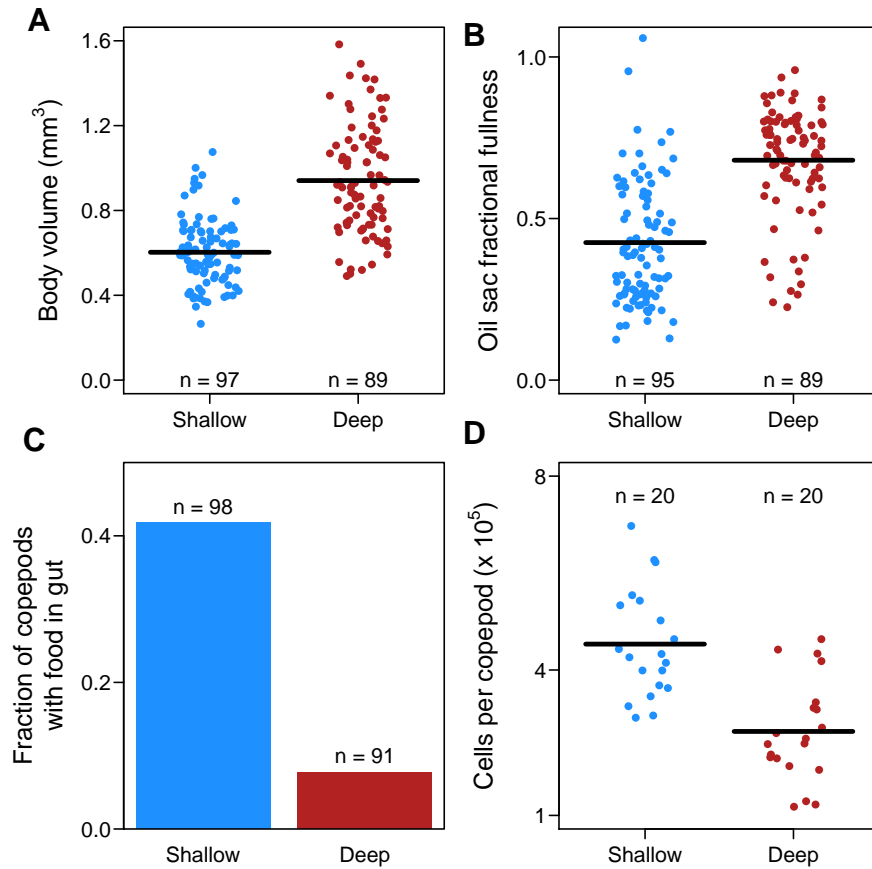 A
Body volume (mm³)
1.6
1.2
0.8
0.4
0.0
n = 97
n = 89
Shallow
Deep
B
Oil sac fractional fullness
1.0
0.5
0.0
n = 95
n = 89
Shallow
Deep
C
Fraction of copepods
with food in gut
0.4
0.2
0.0
n = 98
n = 91
Shallow
Deep
D
Cells per copepod (x 10⁵)
8
4
1
n = 20
n = 20
Shallow
Deep